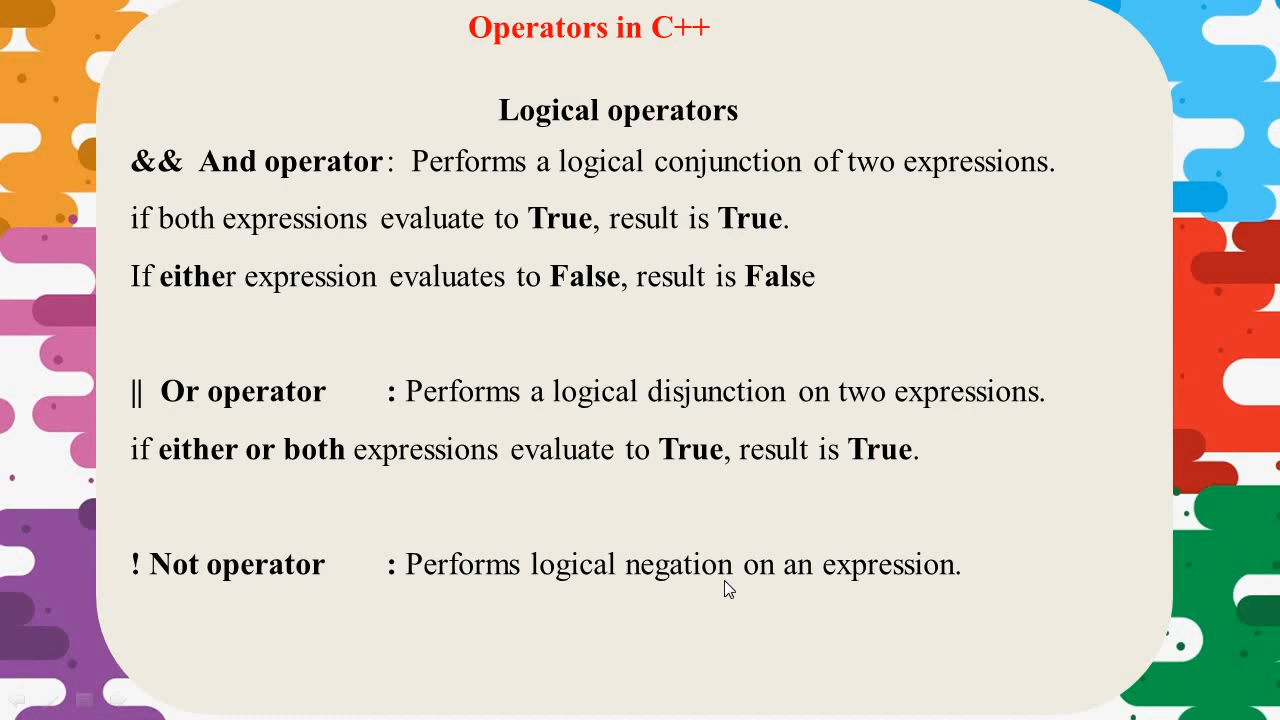 Operators in C++
Logical operators
&& And operator: Performs a logical conjunction of two expressions.
if both expressions evaluate to True, result is True.
If either expression evaluates to False, result is False
|| Or operator : Performs a logical disjunction on two expressions.
if either or both expressions evaluate to True, result is True.
! Not operator : Performs logical negation on an expression.